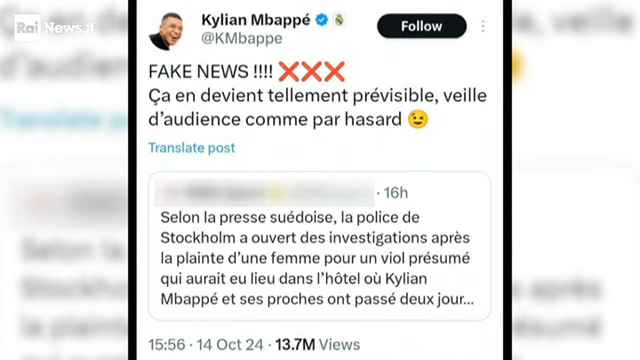 Rai News.it
Kylian Mbappé
@KMbappe
Follow
FAKE NEWS !!!! ❌❌❌
Ça en devient tellement prévisible, veille
d’audience comme par hasard 😉
Translate post
· 16h
Selon la presse suédoise, la police de
Stockholm a ouvert des investigations après
la plainte d’une femme pour un viol présumé
qui aurait eu lieu dans l’hôtel où Kylian
Mbappé et ses proches ont passé deux jour...
15:56 · 14 Oct 24 · 13.7M Views